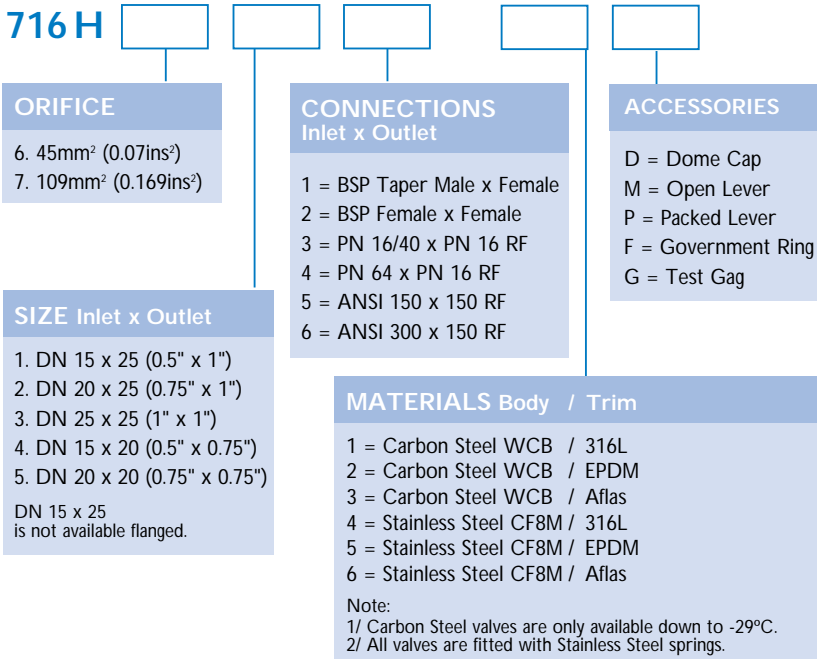 716 H
ORIFICE
6. 45mm² (0.07ins²)
7. 109mm² (0.169ins²)
SIZE Inlet x Outlet
1. DN 15 x 25 (0.5" x 1")
2. DN 20 x 25 (0.75" x 1")
3. DN 25 x 25 (1" x 1")
4. DN 15 x 20 (0.5" x 0.75")
5. DN 20 x 20 (0.75" x 0.75")
DN 15 x 25
is not available flanged.
CONNECTIONS
Inlet x Outlet
1 = BSP Taper Male x Female
2 = BSP Female x Female
3 = PN 16/40 x PN 16 RF
4 = PN 64 x PN 16 RF
5 = ANSI 150 x 150 RF
6 = ANSI 300 x 150 RF
MATERIALS Body / Trim
1 = Carbon Steel WCB / 316L
2 = Carbon Steel WCB / EPDM
3 = Carbon Steel WCB / Aflas
4 = Stainless Steel CF8M / 316L
5 = Stainless Steel CF8M / EPDM
6 = Stainless Steel CF8M / Aflas
Note:
1/ Carbon Steel valves are only available down to -29ºC.
2/ All valves are fitted with Stainless Steel springs.
ACCESSORIES
D = Dome Cap
M = Open Lever
P = Packed Lever
F = Government Ring
G = Test Gag